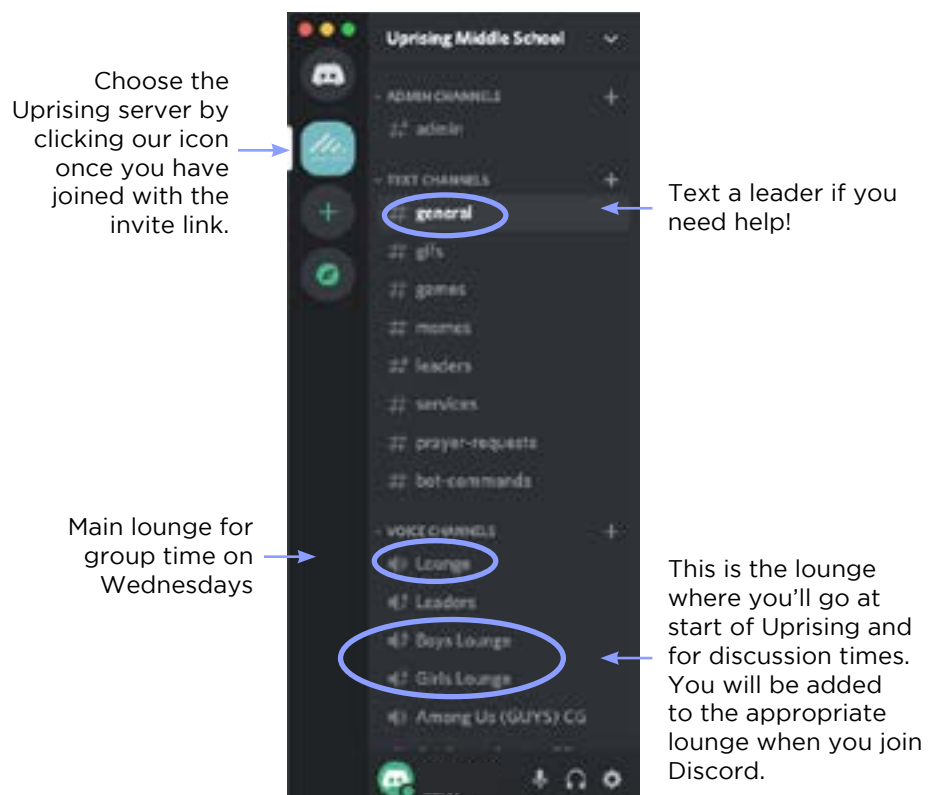 Uprising Middle School
Choose the
Uprising server by
clicking our icon
once you have
joined with the
invite link.
ADMIN CHANNELS
admin
TEXT CHANNELS
general
Text a leader if you
need help!
gifs
games
memes
leaders
services
prayer-requests
bot-commands
Main lounge for
group time on
Wednesdays
VOICE CHANNELS
Lounge
Leaders
Boys Lounge
Girls Lounge
Among Us (GUYS) CG
This is the lounge
where you’ll go at
start of Uprising and
for discussion times.
You will be added
to the appropriate
lounge when you join
Discord.